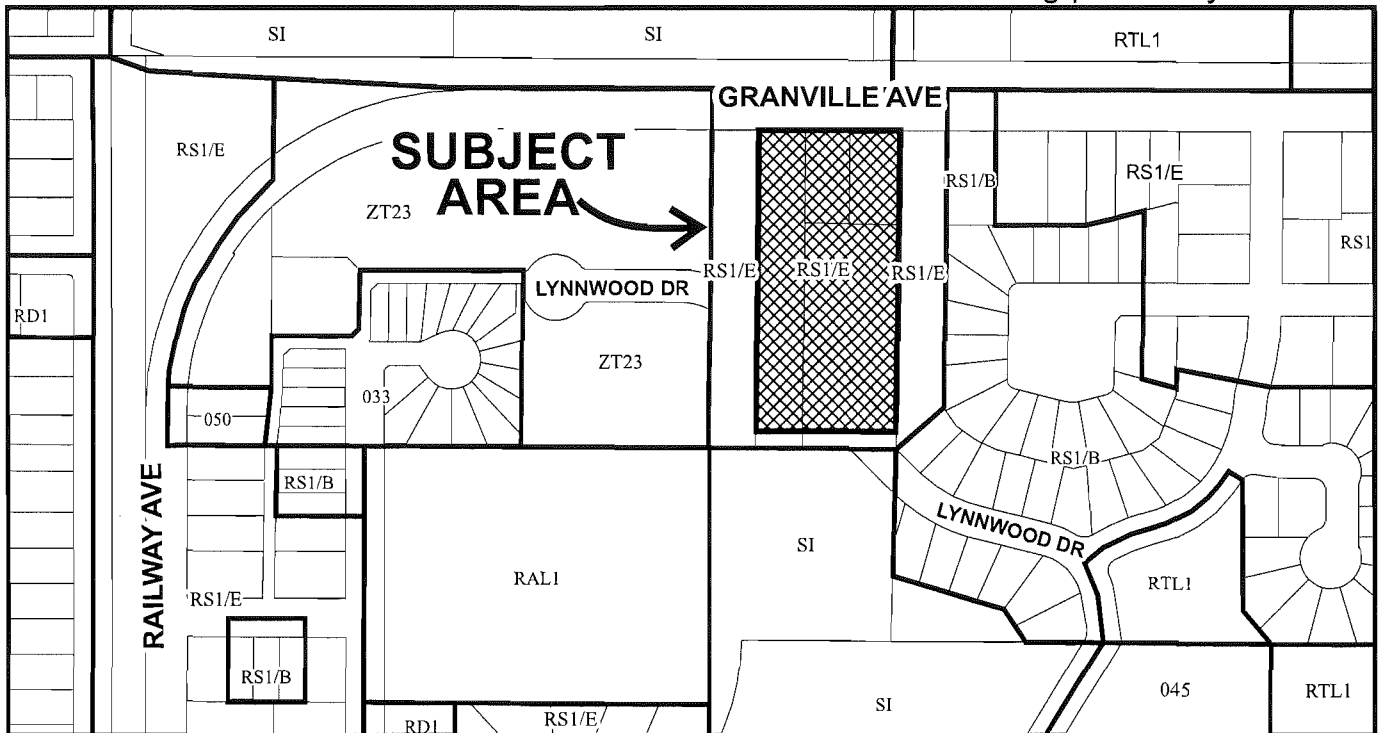 SI
SI
RTL1
GRANVILLE AVE
RS1/E
SUBJECT
AREA
RS1/B
RS1/E
ZT23
RS1
RS1/E
RS1/E
RS1/E
LYNNWOOD DR
RD1
ZT23
033
050
RS1/B
RS1/B
RAILWAY AVE
LYNNWOOD DR
SI
RAL1
RTL1
RS1/E
RS1/B
045
RTL1
SI
RD1
RS1/E